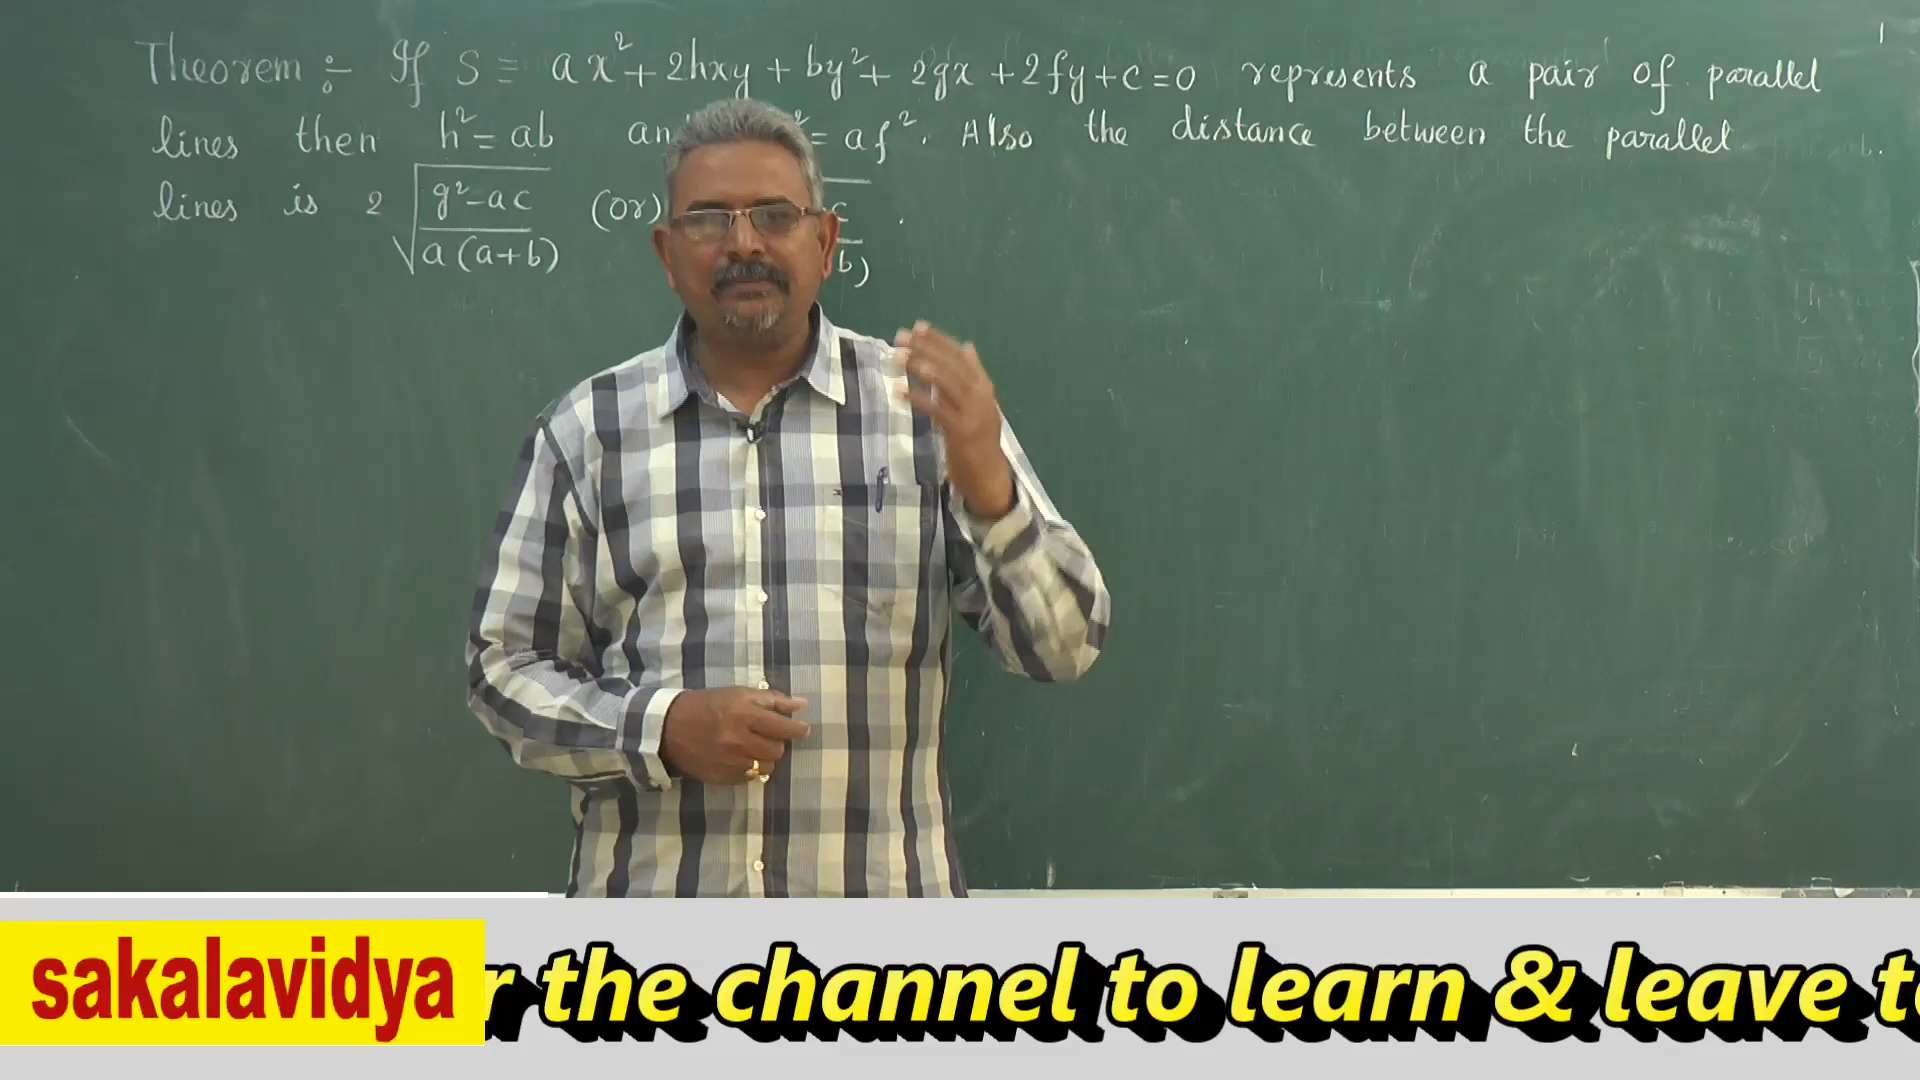 Theorem :- If S ≡ ax²+2hxy + by²+ 2gx +2fy+c=0 represents a pair of parallel
lines then h²=ab an ²= af². Also the distance between the parallel
lines is 2 √(g²-ac / a(a+b)) (or) c / b) .
sakalavidya
r the channel to learn & leave t